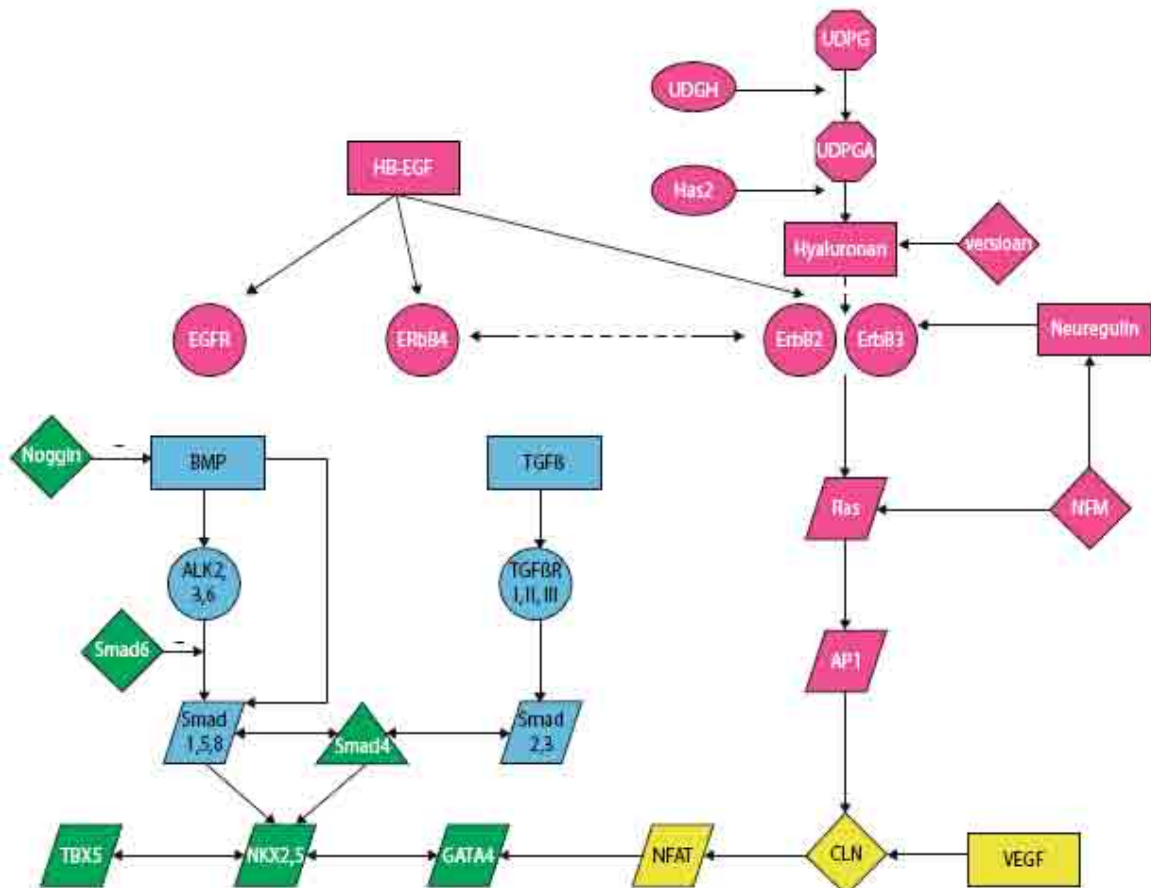 UDPG
UDGH
UDPGA
HB-EGF
Has2
Hyaluronan
versioan
EGFR
ERbB4
ErbB2
ErbB3
Neuregulin
Noggin
–
BMP
TGFß
Ras
NFM
ALK2,
3,6
TGFßR
I,II, III
Smad6
–
AP1
Smad
1,5,8
Smad4
Smad
2,3
TBX5
NKX2,5
GATA4
NFAT
CLN
VEGF